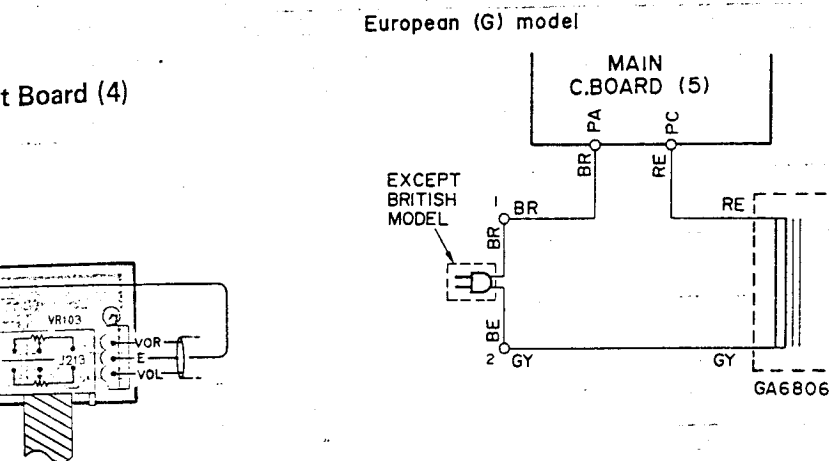 European (G) model
MAIN
C.BOARD (5)
PA
PC
BR
RE
t Board (4)
EXCEPT
BRITISH
MODEL
1
BR
RE
BR
BE
2
GY
GY
GA6806
VR103
J213
VOR
E
VOL